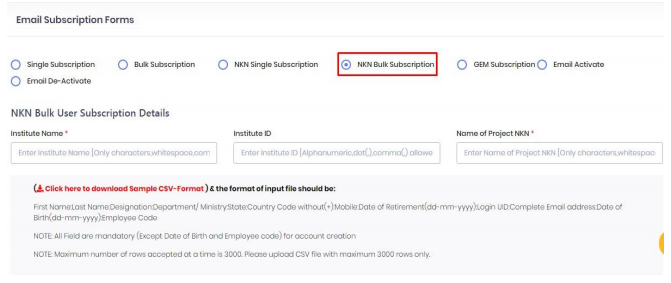 Email Subscription Forms
Single Subscription Bulk Subscription NKN Single Subscription NKN Bulk Subscription GEM Subscription Email Activate
Email De-Activate
NKN Bulk User Subscription Details
Institute Name * Institute ID Name of Project NKN *
Enter Institute Name [Only characters,whitespace,com Enter Institute ID [Alphanumeric,dot(),comma() allowe Enter Name of Project NKN [Only characters,whitespac
(Click here to download Sample CSV-Format ) & the format of input file should be:
First Name;Last Name;Designation;Department/ Ministry;State;Country Code without(+);Mobile;Date of Retirement(dd-mm-yyyy);Login UID;Complete Email address;Date of
Birth(dd-mm-yyyy);Employee Code
NOTE: All Field are mandatory (Except Date of Birth and Employee code) for account creation
NOTE: Maximum number of rows accepted at a time is 3000. Please upload CSV file with maximum 3000 rows only.